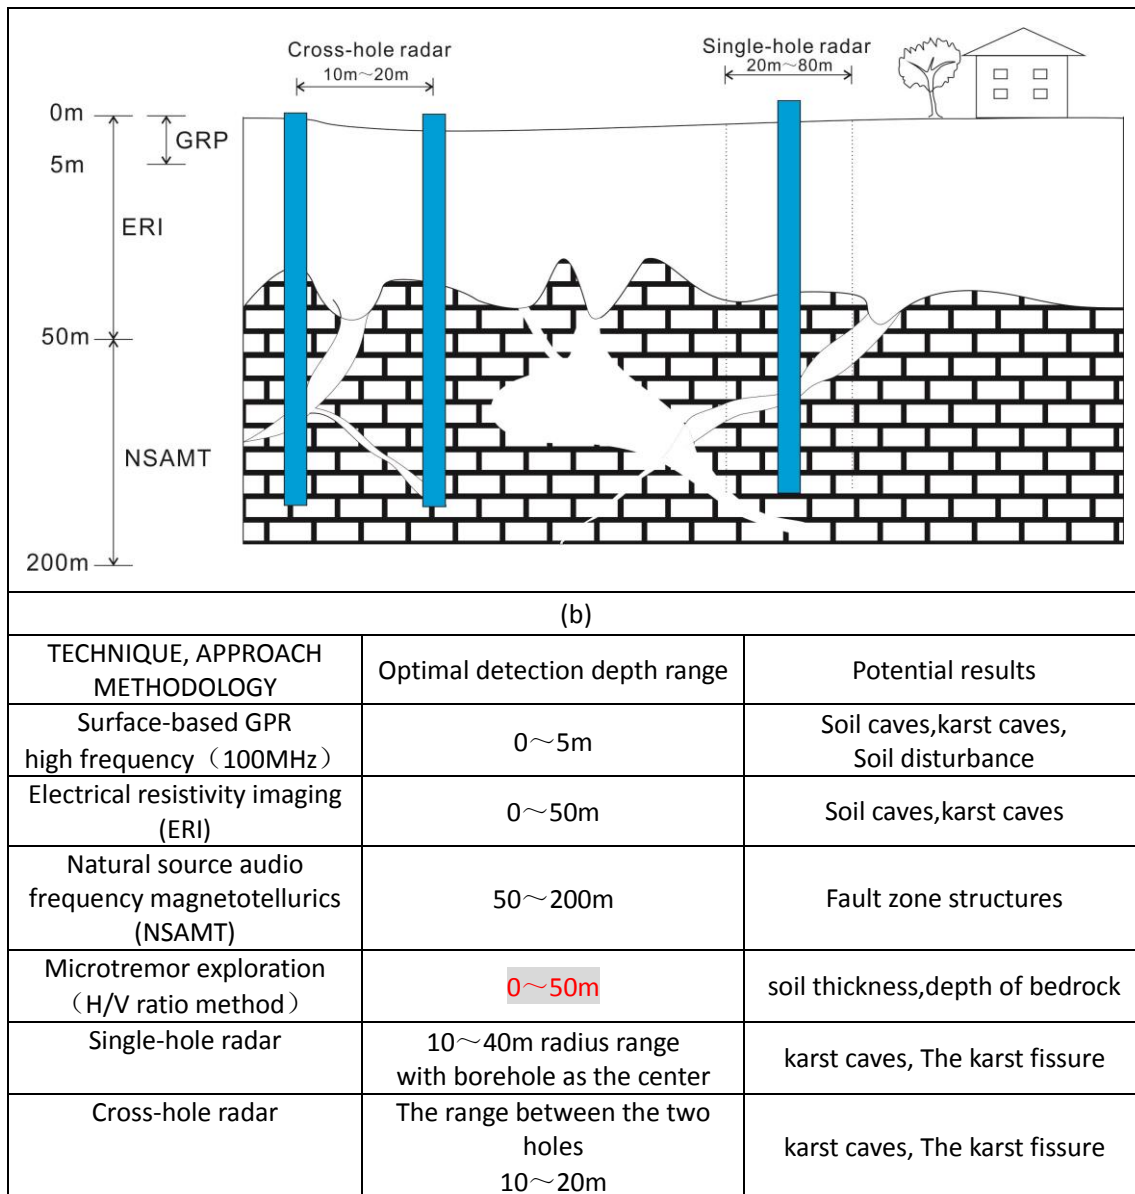 Cross-hole radar
10m～20m
Single-hole radar
20m～80m
0m
GRP
5m
ERI
50m
NSAMT
200m
(b)
TECHNIQUE, APPROACH
METHODOLOGY
Optimal detection depth range
Potential results
Surface-based GPR
high frequency（100MHz）
0～5m
Soil caves,karst caves,
Soil disturbance
Electrical resistivity imaging
(ERI)
0～50m
Soil caves,karst caves
Natural source audio
frequency magnetotellurics
(NSAMT)
50～200m
Fault zone structures
Microtremor exploration
（H/V ratio method）
0～50m
soil thickness,depth of bedrock
Single-hole radar
10～40m radius range
with borehole as the center
karst caves, The karst fissure
Cross-hole radar
The range between the two
holes
10～20m
karst caves, The karst fissure